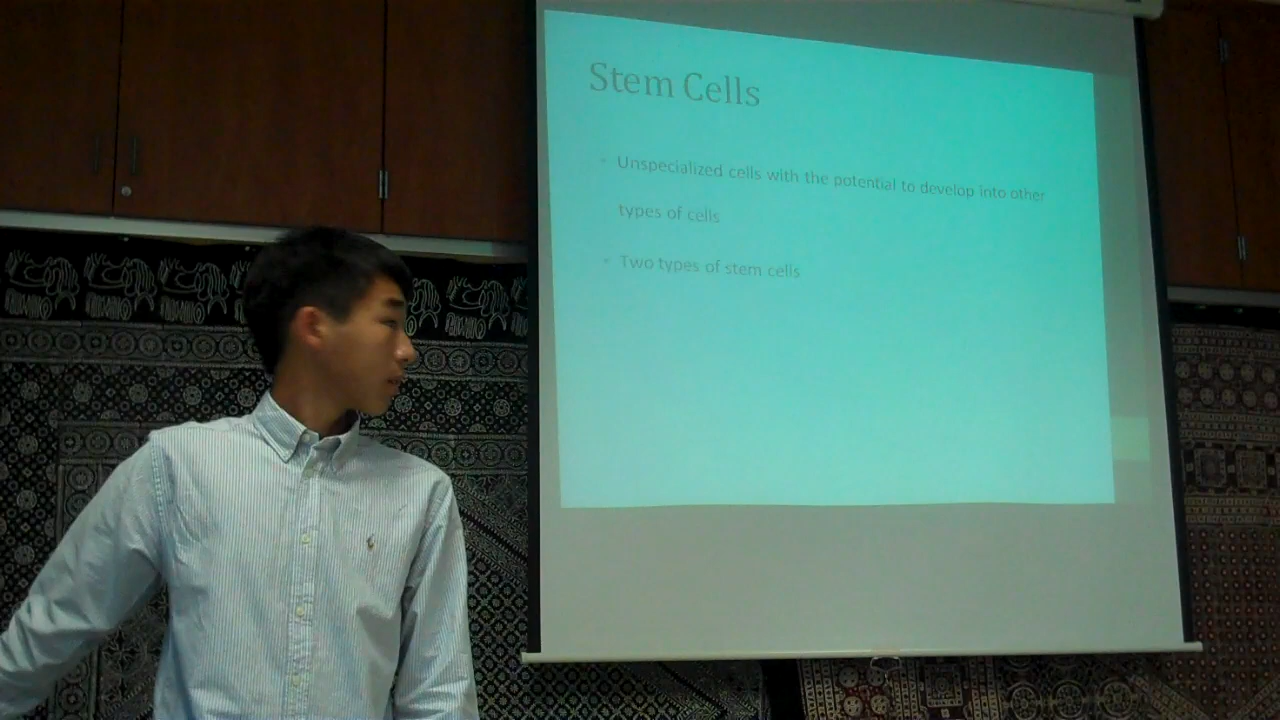 Stem Cells
Unspecialized cells with the potential to develop into other
types of cells
Two types of stem cells